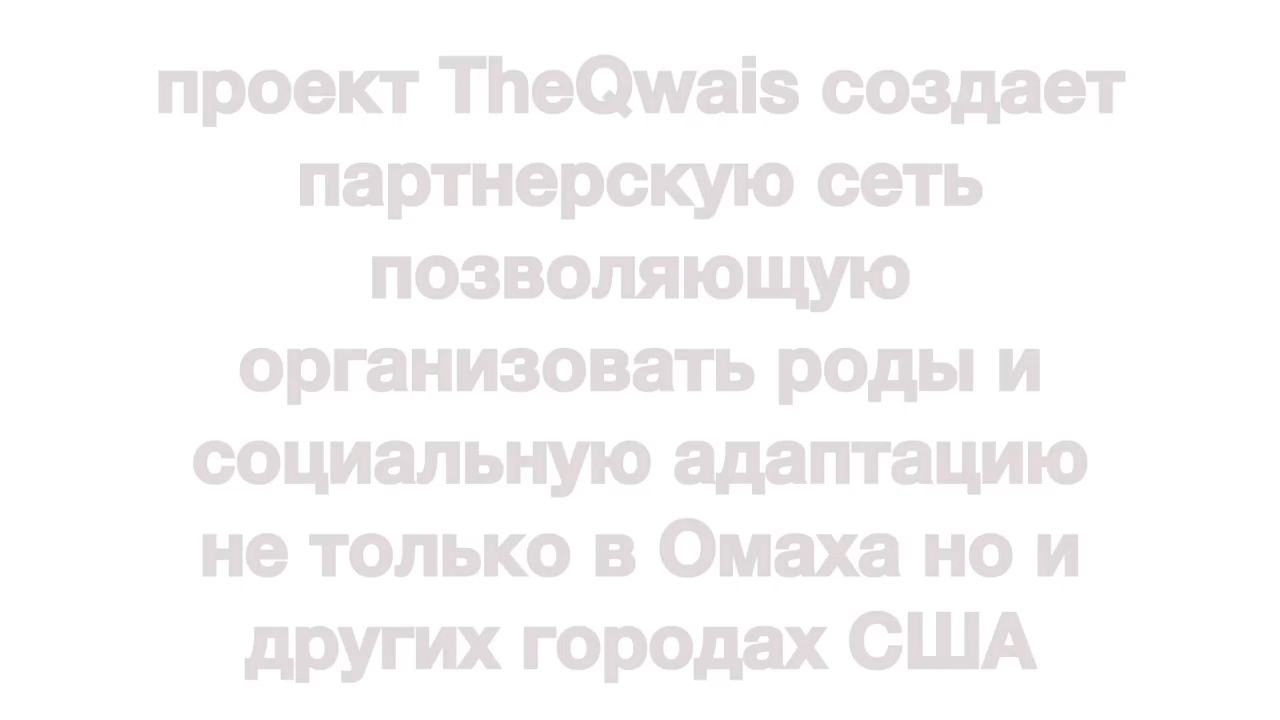 проект TheQwais создает
партнерскую сеть
позволяющую
организовать роды и
социальную адаптацию
не только в Омаха но и
других городах США